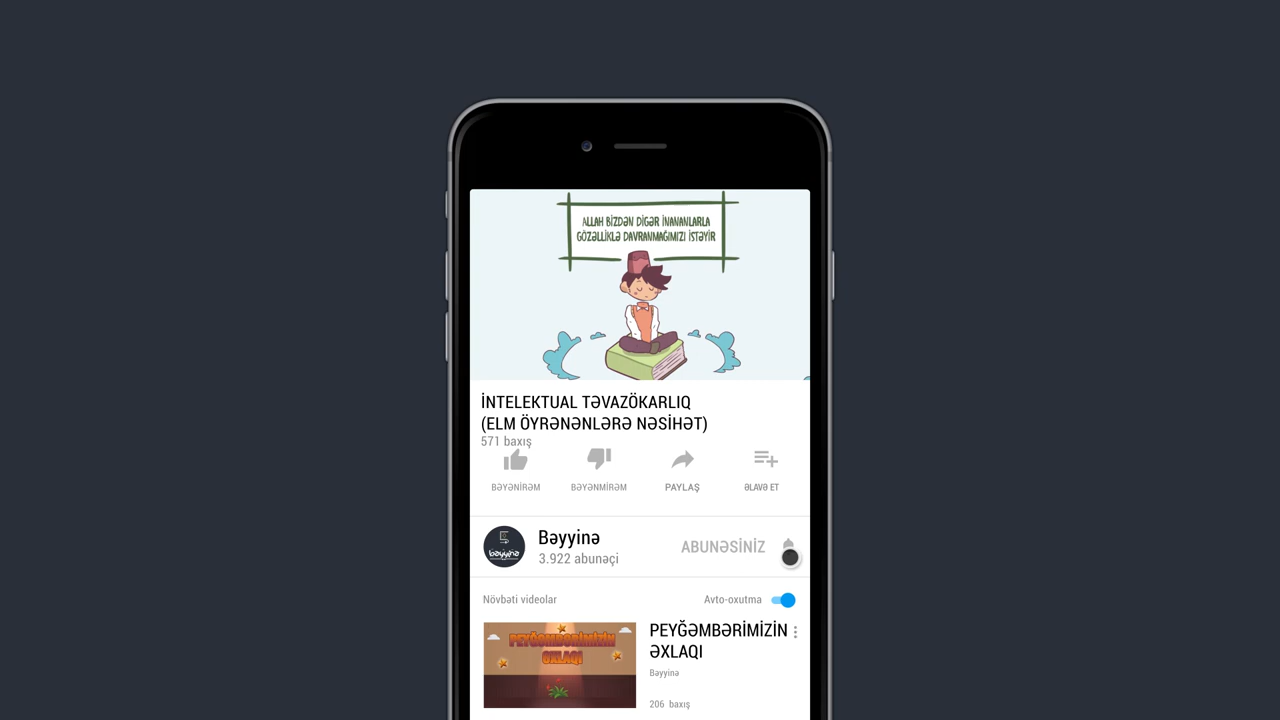 ALLAH BİZDƏN DİGƏR İNANANLARLA
GÖZƏLLİKLƏ DAVRANMAĞIMIZI İSTƏYİR
İNTELEKTUAL TƏVAZÖKARLIQ
(ELM ÖYRƏNƏNLƏRƏ NƏSİHƏT)
571 baxış
BƏYƏNİRƏM
BƏYƏNMİRƏM
PAYLAŞ
ƏLAVƏ ET
bəyyinə
Bəyyinə
3.922 abunəçi
ABUNƏSİNİZ
Növbəti videolar
Avto-oxutma
PEYĞƏMBƏRİMİZİN
ƏXLAQI
PEYĞƏMBƏRİMİZİN
ƏXLAQI
Bəyyinə
206 baxış